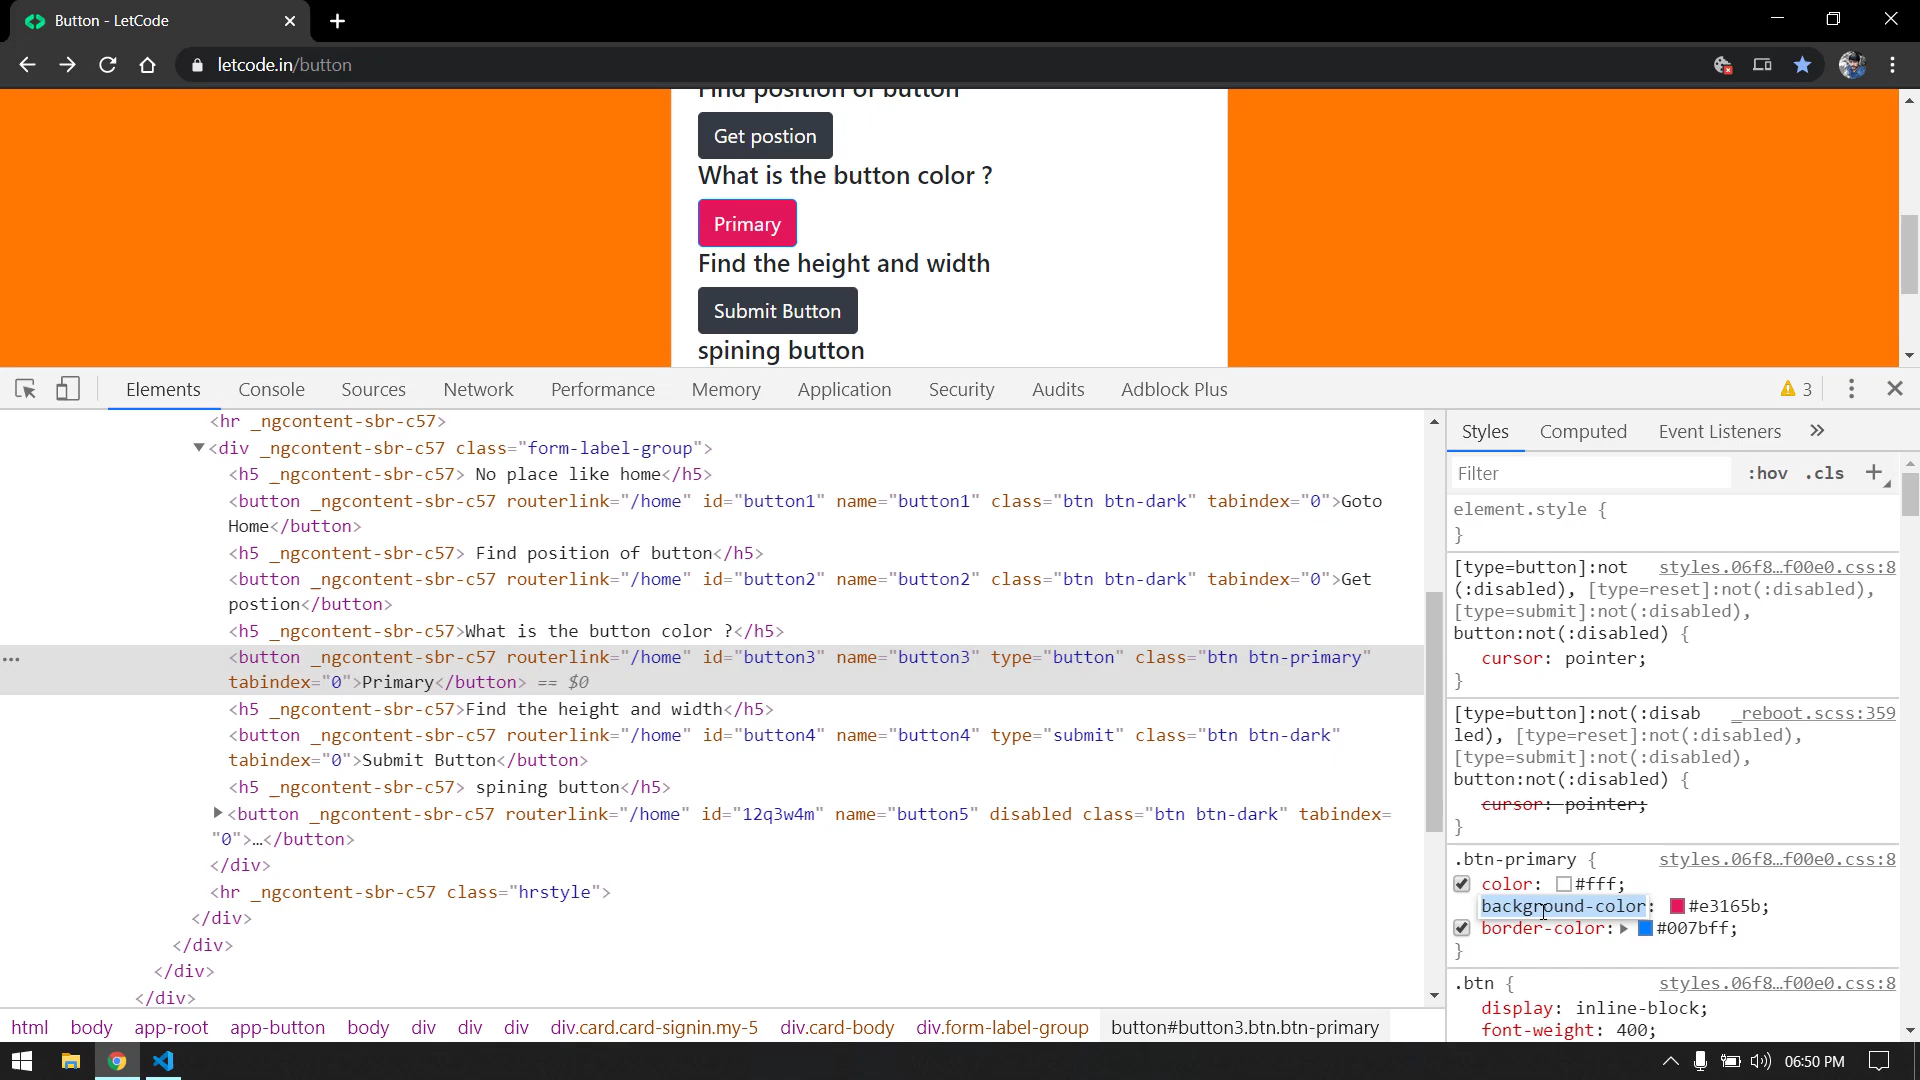 Button - LetCode
letcode.in/button
Find position of button
Get postion
What is the button color ?
Primary
Find the height and width
Submit Button
spining button
Elements Console Sources Network Performance Memory Application Security Audits Adblock Plus 3
<hr _ngcontent-sbr-c57>
<div _ngcontent-sbr-c57 class="form-label-group">
<h5 _ngcontent-sbr-c57> No place like home</h5>
<button _ngcontent-sbr-c57 routerlink="/home" id="button1" name="button1" class="btn btn-dark" tabindex="0">Goto
Home</button>
<h5 _ngcontent-sbr-c57> Find position of button</h5>
<button _ngcontent-sbr-c57 routerlink="/home" id="button2" name="button2" class="btn btn-dark" tabindex="0">Get
postion</button>
<h5 _ngcontent-sbr-c57>What is the button color ?</h5>
<button _ngcontent-sbr-c57 routerlink="/home" id="button3" name="button3" type="button" class="btn btn-primary"
tabindex="0">Primary</button> == $0
<h5 _ngcontent-sbr-c57>Find the height and width</h5>
<button _ngcontent-sbr-c57 routerlink="/home" id="button4" name="button4" type="submit" class="btn btn-dark"
tabindex="0">Submit Button</button>
<h5 _ngcontent-sbr-c57> spining button</h5>
<button _ngcontent-sbr-c57 routerlink="/home" id="12q3w4m" name="button5" disabled class="btn btn-dark" tabindex=
"0">…</button>
</div>
<hr _ngcontent-sbr-c57 class="hrstyle">
</div>
</div>
</div>
</div>
html body app-root app-button body div div div div.card.card-signin.my-5 div.card-body div.form-label-group button#button3.btn.btn-primary
Styles Computed Event Listeners »
Filter :hov .cls +
element.style {
}
[type=button]:not styles.06f8…f00e0.css:8
(:disabled), [type=reset]:not(:disabled),
[type=submit]:not(:disabled),
button:not(:disabled) {
cursor: pointer;
}
[type=button]:not(:disab _reboot.scss:359
led), [type=reset]:not(:disabled),
[type=submit]:not(:disabled),
button:not(:disabled) {
cursor: pointer;
}
.btn-primary { styles.06f8…f00e0.css:8
color: #fff;
background-color: #e3165b;
border-color: #007bff;
}
.btn { styles.06f8…f00e0.css:8
display: inline-block;
font-weight: 400;
06:50 PM